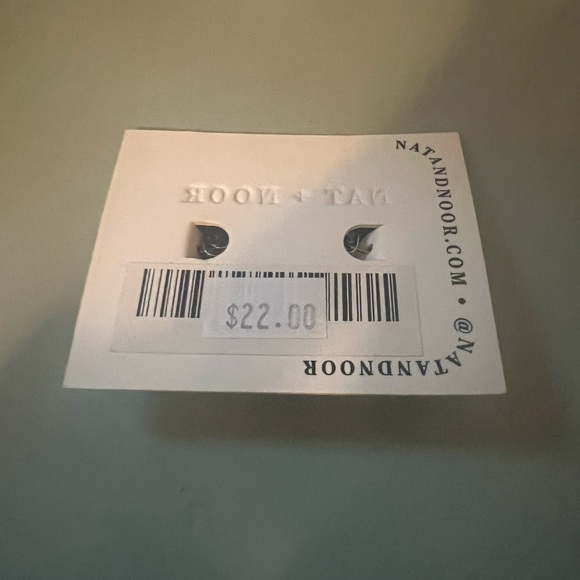 NAT + NOOR
$22.00
NATANDNOOR.COM • @NATANDNOOR